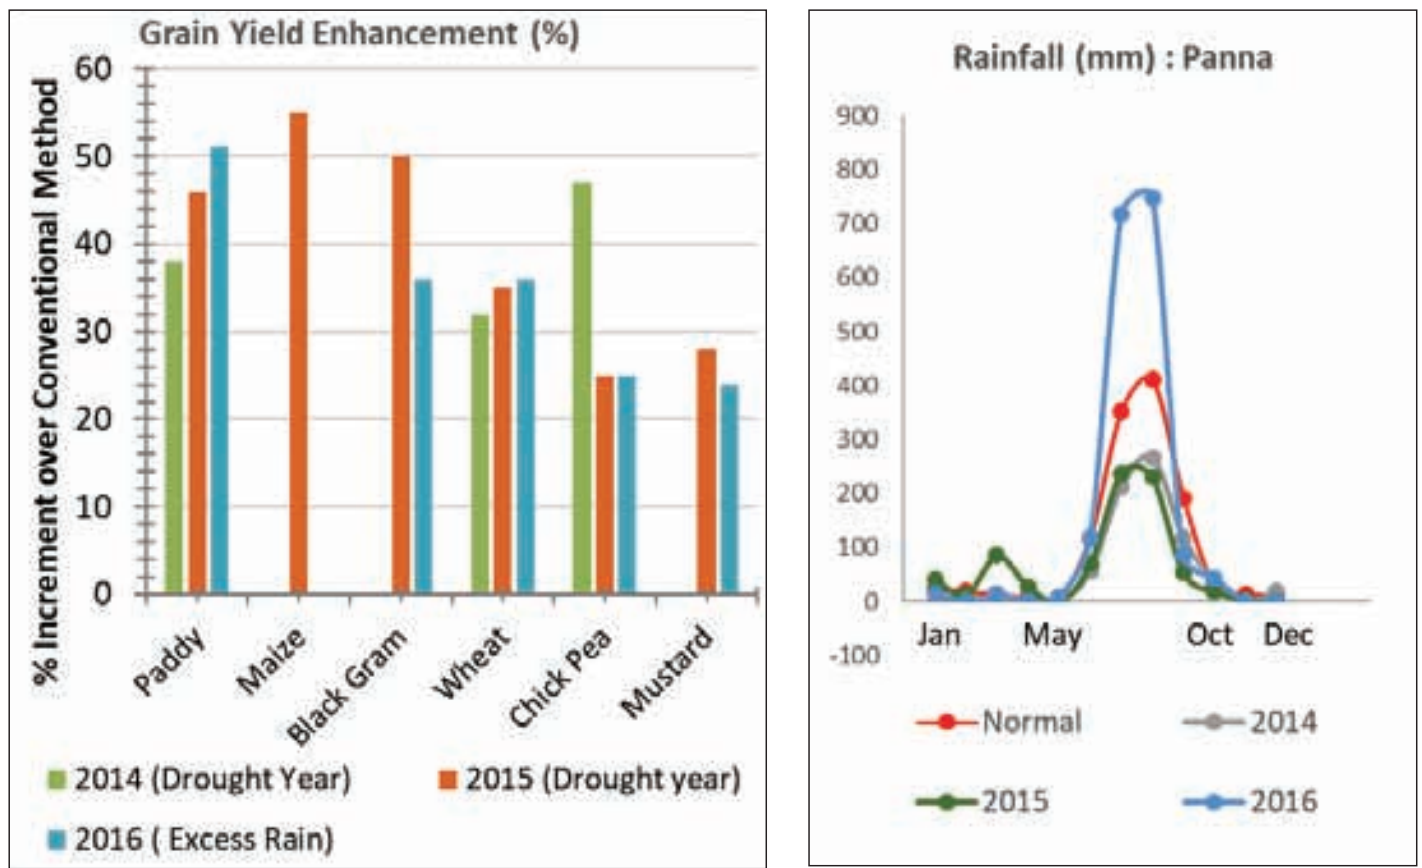 Grain Yield Enhancement (%)
% Increment over Conventional Method
60
50
40
30
20
10
0
Paddy
Maize
Black Gram
Wheat
Chick Pea
Mustard
2014 (Drought Year)
2015 (Drought year)
2016 ( Excess Rain)
Rainfall (mm) : Panna
900
800
700
600
500
400
300
200
100
0
-100
Jan May Oct Dec
Normal
2014
2015
2016